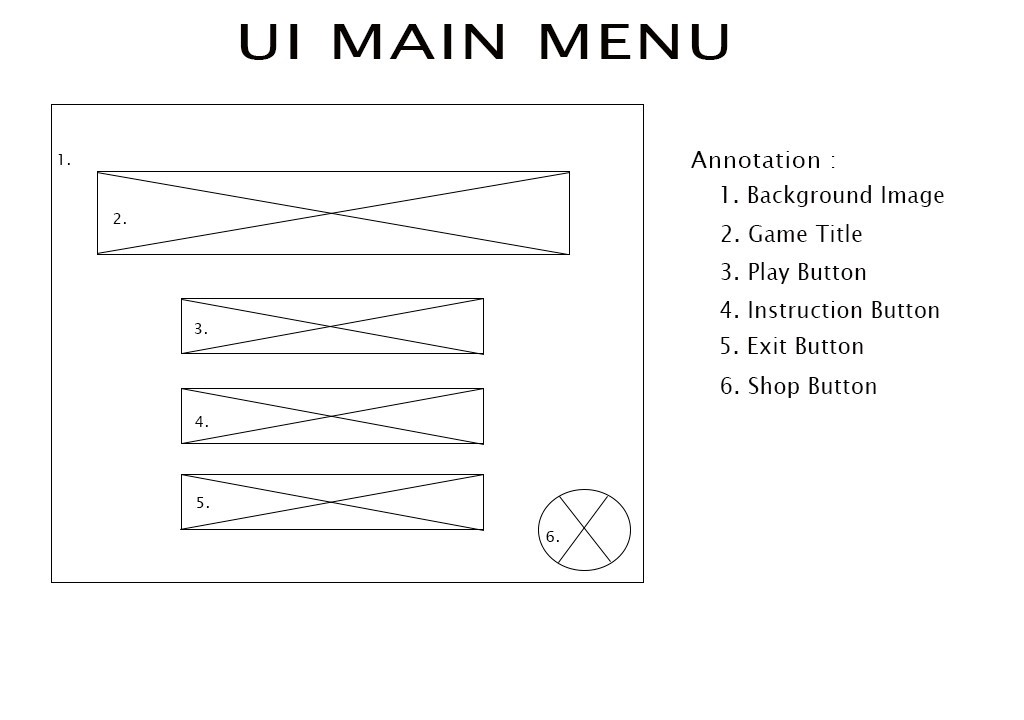 UI MAIN MENU
1.
2.
3.
4.
5.
6.
Annotation :
1. Background Image
2. Game Title
3. Play Button
4. Instruction Button
5. Exit Button
6. Shop Button